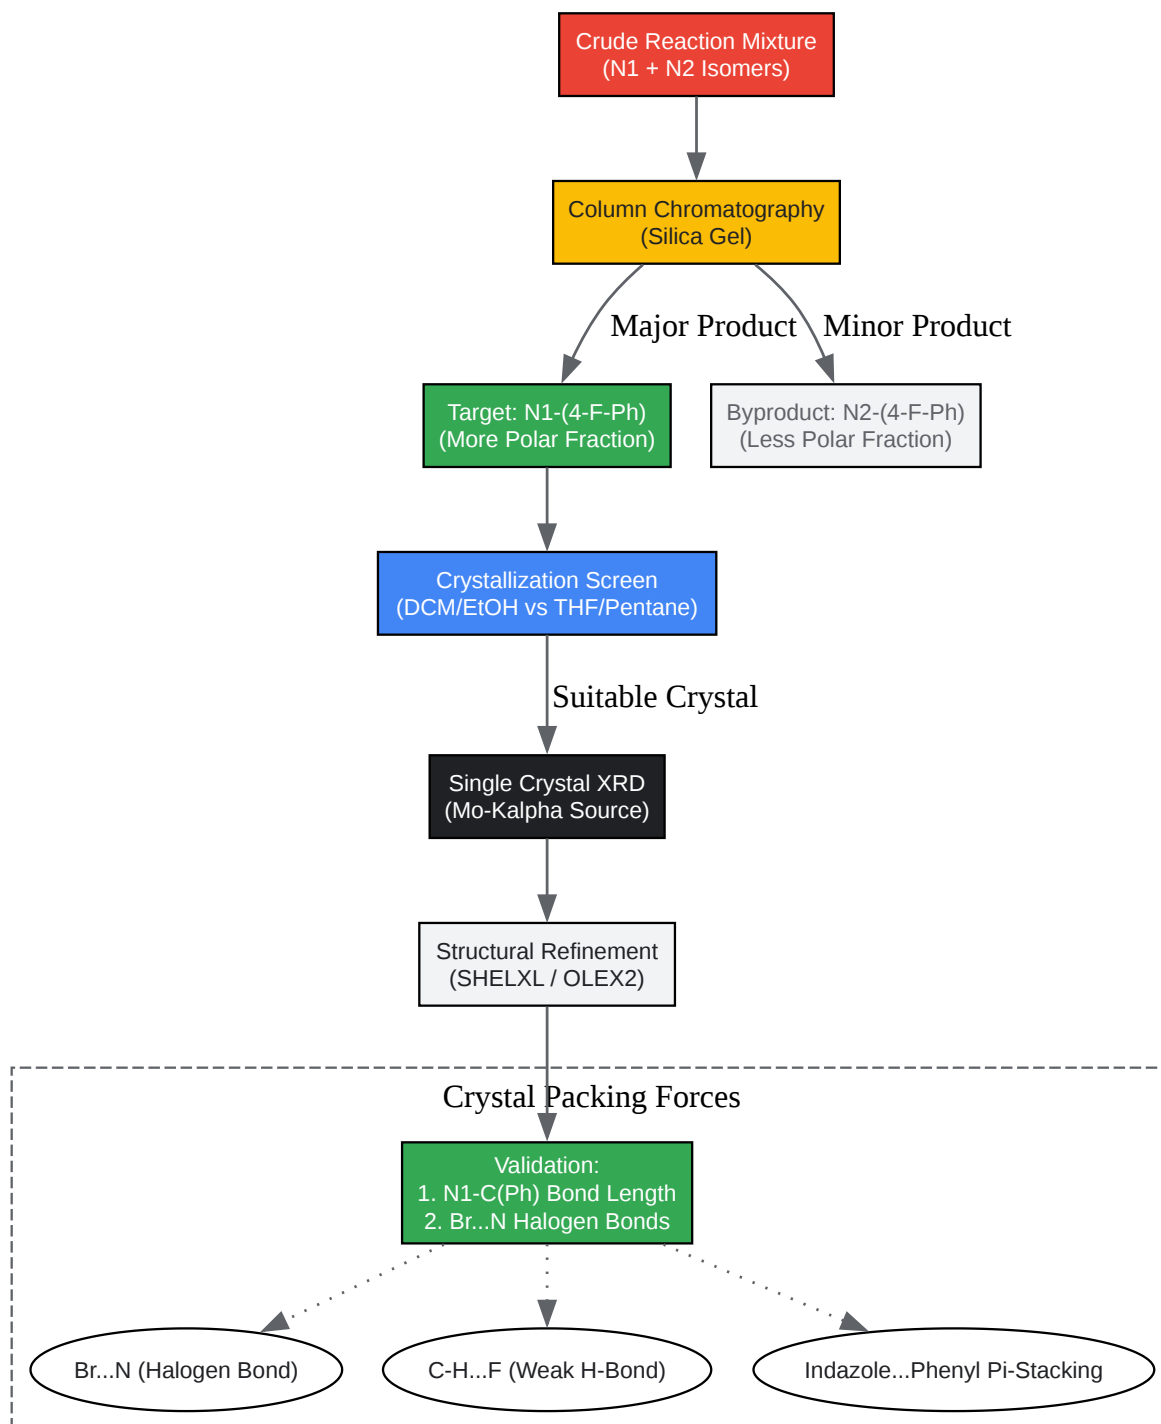 Crude Reaction Mixture
(N1 + N2 Isomers)
Column Chromatography
(Silica Gel)
Major Product
Minor Product
Target: N1-(4-F-Ph)
(More Polar Fraction)
Byproduct: N2-(4-F-Ph)
(Less Polar Fraction)
Crystallization Screen
(DCM/EtOH vs THF/Pentane)
Suitable Crystal
Single Crystal XRD
(Mo-Kalpha Source)
Structural Refinement
(SHELXL / OLEX2)
Crystal Packing Forces
Validation:
1. N1-C(Ph) Bond Length
2. Br...N Halogen Bonds
Br...N (Halogen Bond)
C-H...F (Weak H-Bond)
Indazole...Phenyl Pi-Stacking